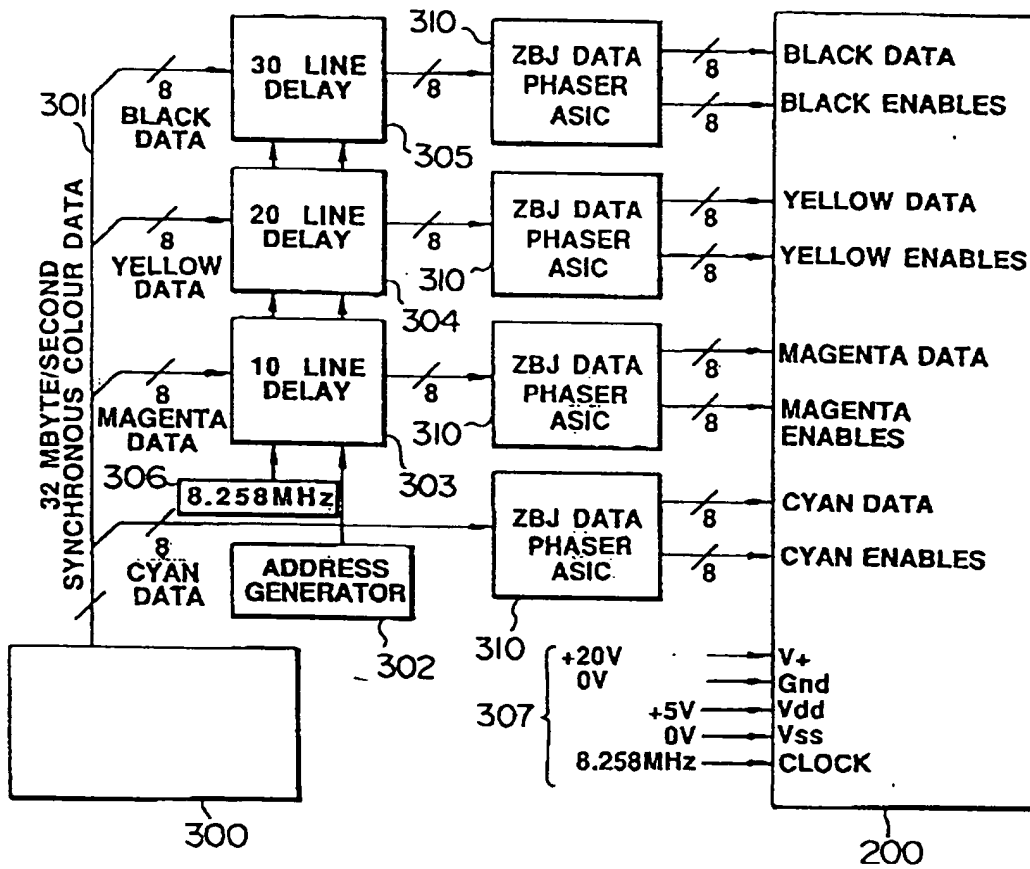 310
30 LINE
DELAY
8
8
BLACK
DATA
305
ZBJ DATA
PHASER
ASIC
8
8
BLACK DATA
BLACK ENABLES
301
32 MBYTE/SECOND
SYNCHRONOUS COLOUR DATA
20 LINE
DELAY
8
8
YELLOW
DATA
304
ZBJ DATA
PHASER
ASIC
310
8
8
YELLOW DATA
YELLOW ENABLES
10 LINE
DELAY
8
8
MAGENTA
DATA
303
ZBJ DATA
PHASER
ASIC
310
8
8
MAGENTA DATA
MAGENTA
ENABLES
306
8.258MHz
8
CYAN
DATA
ADDRESS
GENERATOR
302
ZBJ DATA
PHASER
ASIC
310
8
8
CYAN DATA
CYAN ENABLES
307
+20V
V+
0V
Gnd
+5V
Vdd
0V
Vss
8.258MHz
CLOCK
300
200